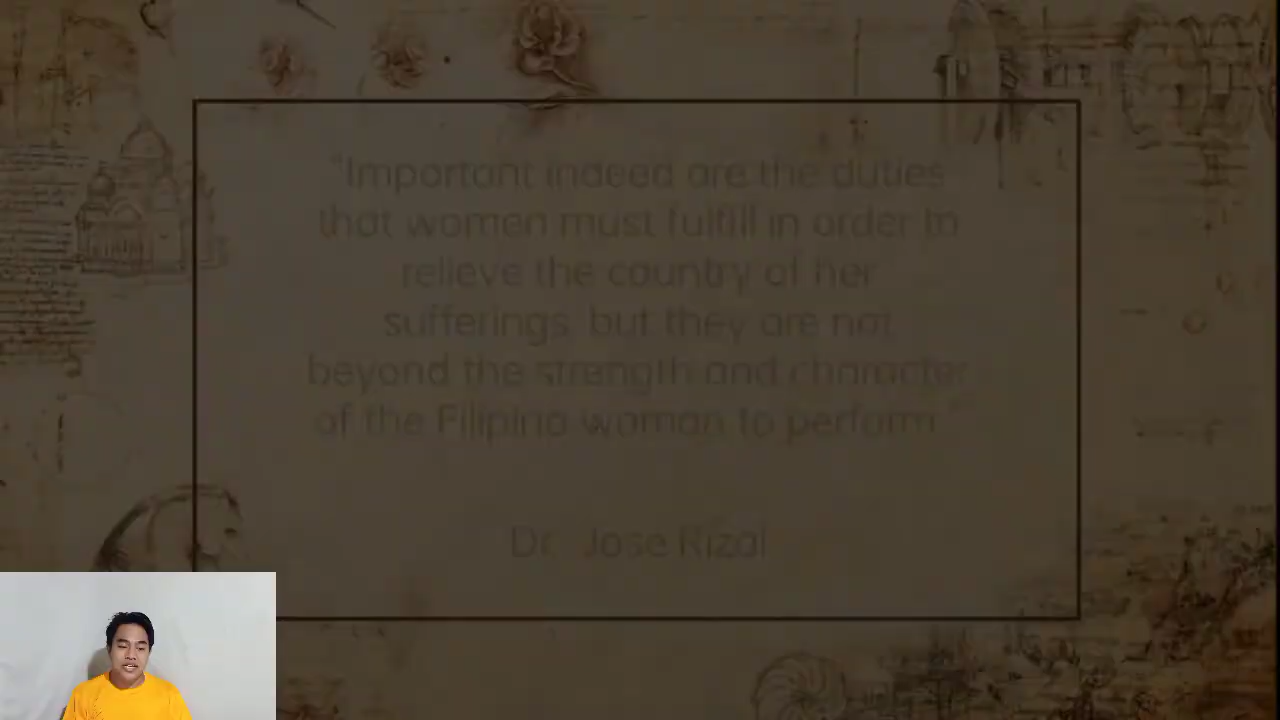 "Important indeed are the duties
that women must fulfill in order to
relieve the country of her
sufferings, but they are not
beyond the strength and character
of the Filipino woman to perform."
Dr. Jose Rizal